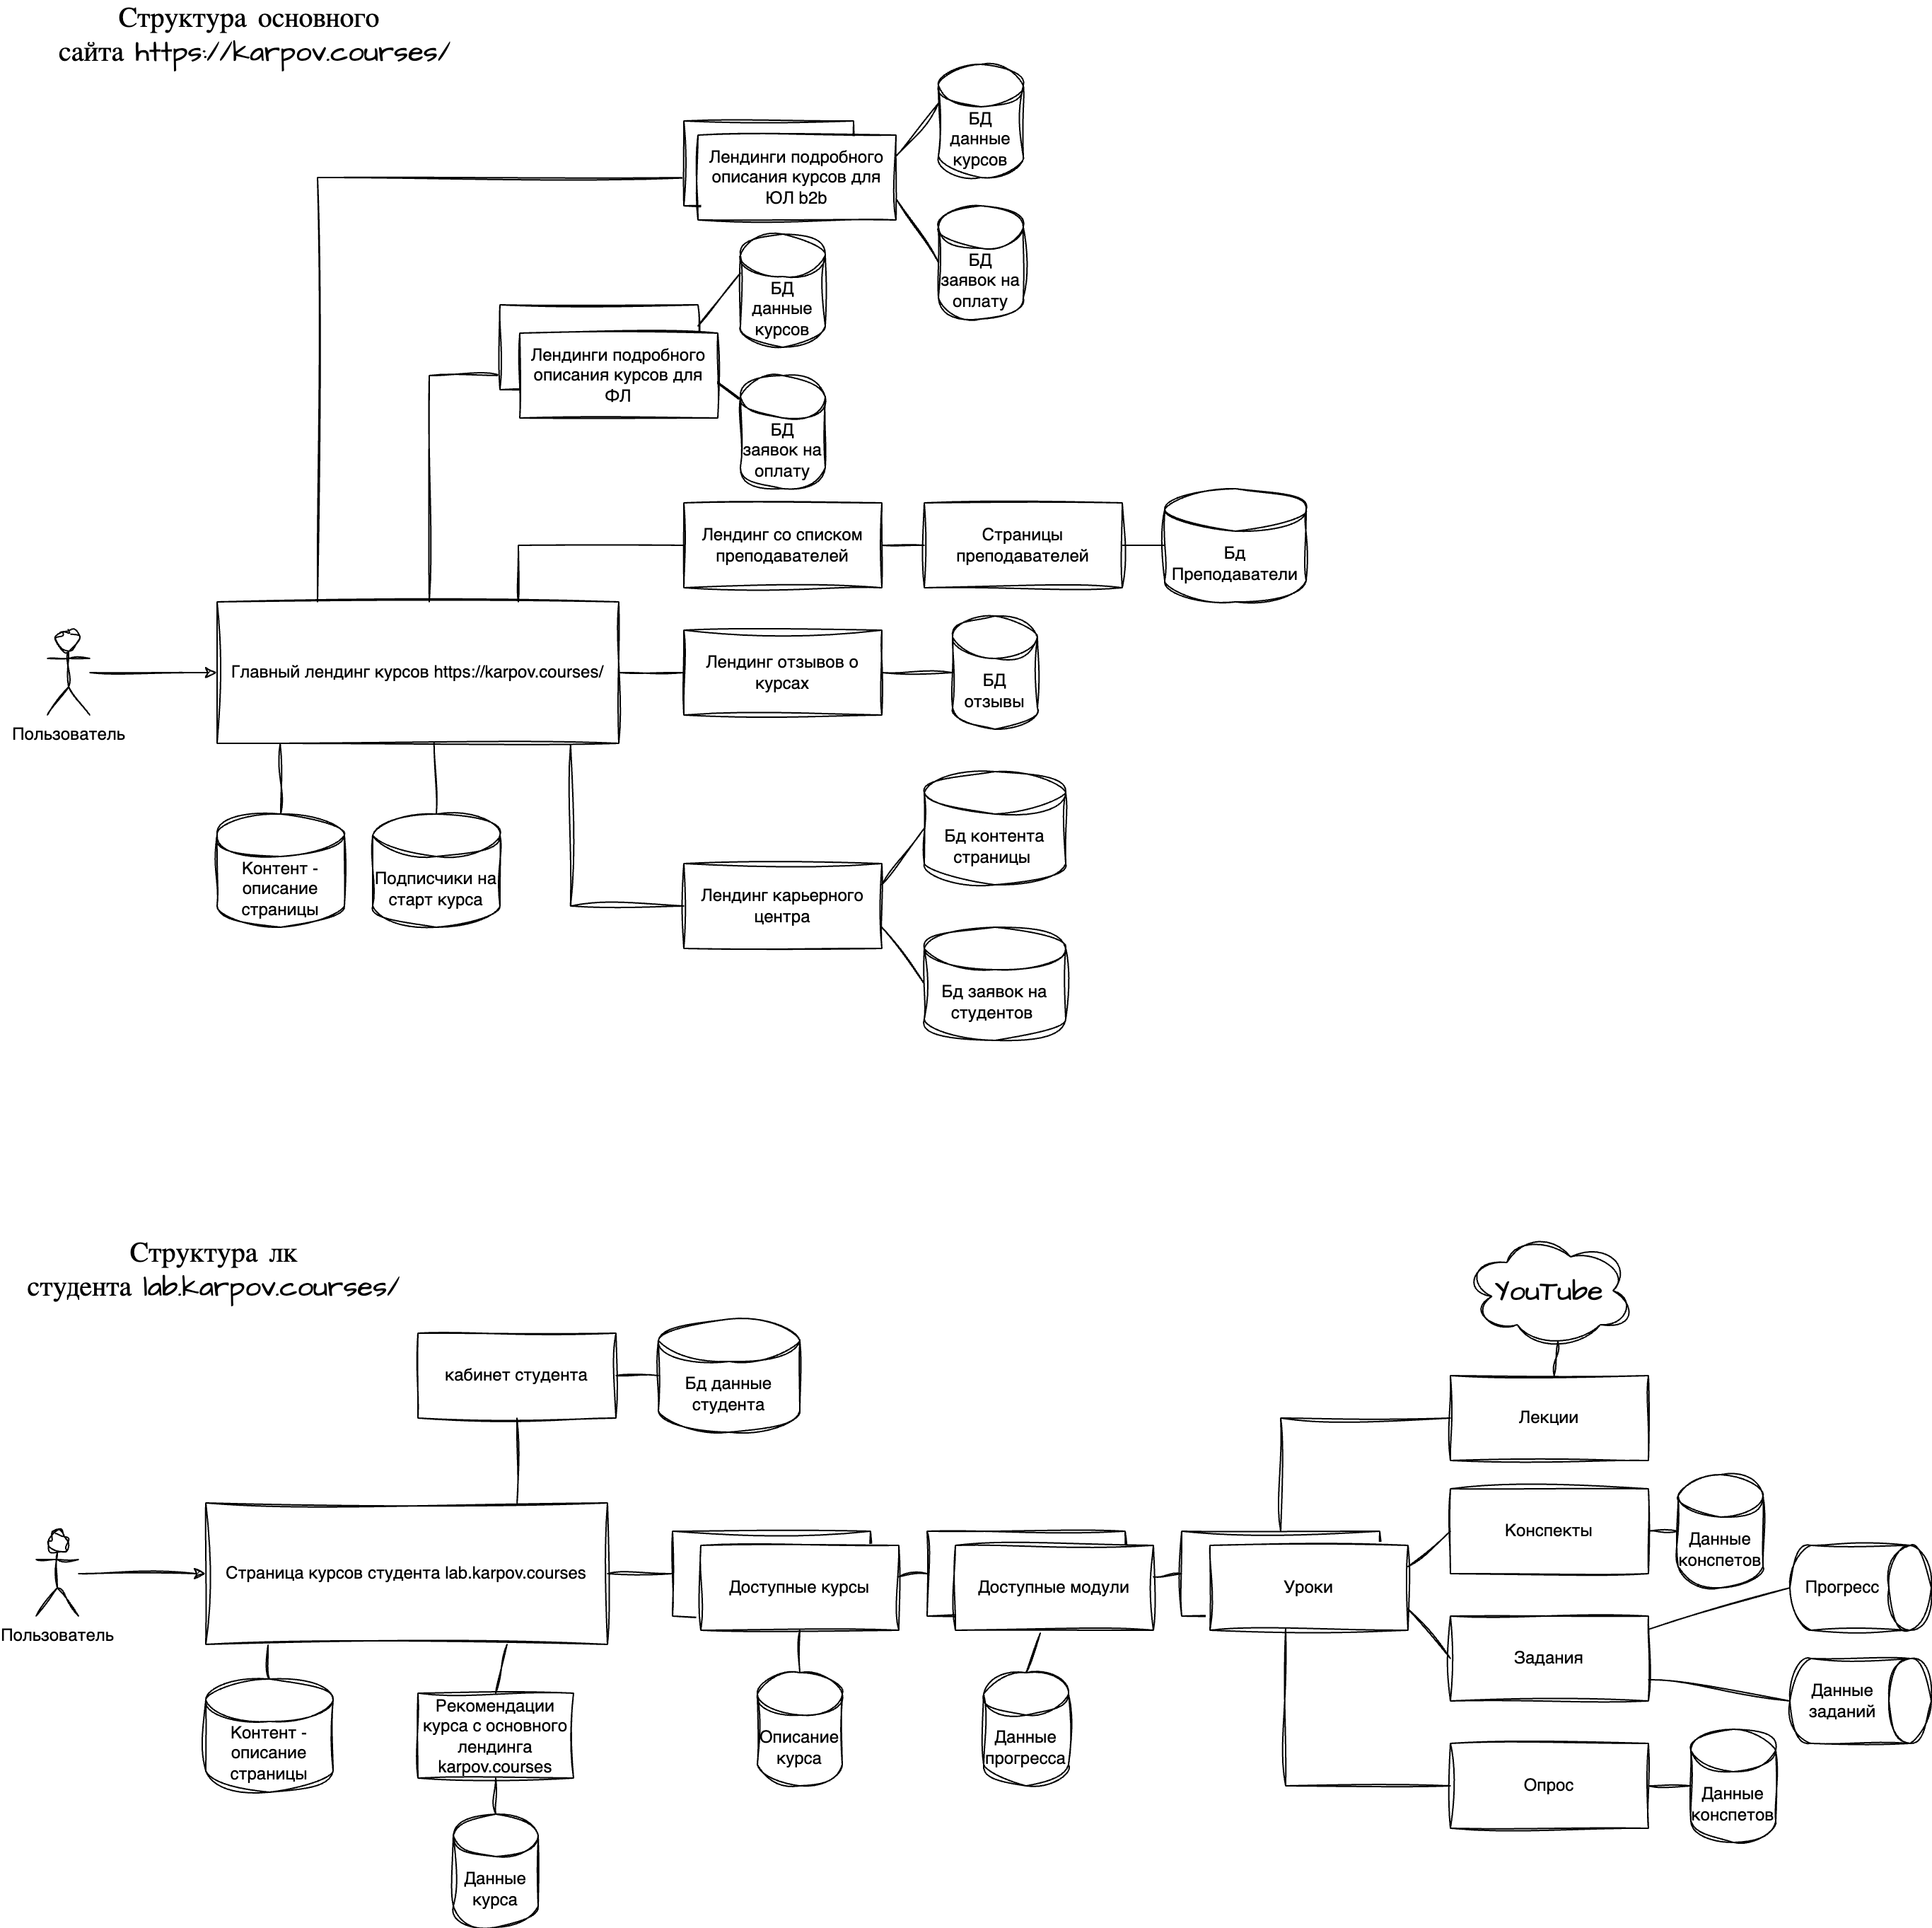 Структура основного
сайта https://karpov.courses/
БД
данные
курсов
Лендинги подробного
описания курсов для
ЮЛ b2b
БД
заявок на
оплату
БД
данные
курсов
Лендинги подробного
описания курсов для
ФЛ
БД
заявок на
оплату
Лендинг со списком
преподавателей
Страницы
преподавателей
Бд
Преподаватели
Пользователь
Главный лендинг курсов https://karpov.courses/
Лендинг отзывов о
курсах
БД
отзывы
Контент -
описание
страницы
Подписчики на
старт курса
Бд контента
страницы
Лендинг карьерного
центра
Бд заявок на
студентов
Структура лк
студента lab.karpov.courses/
YouTube
кабинет студента
Бд данные
студента
Лекции
Конспекты
Данные
конспетов
Пользователь
Страница курсов студента lab.karpov.courses
Доступные курсы
Доступные модули
Уроки
Прогресс
Задания
Данные
заданий
Контент -
описание
страницы
Рекомендации
курса с основного
лендинга
karpov.courses
Описание
курса
Данные
прогресса
Опрос
Данные
конспетов
Данные
курса